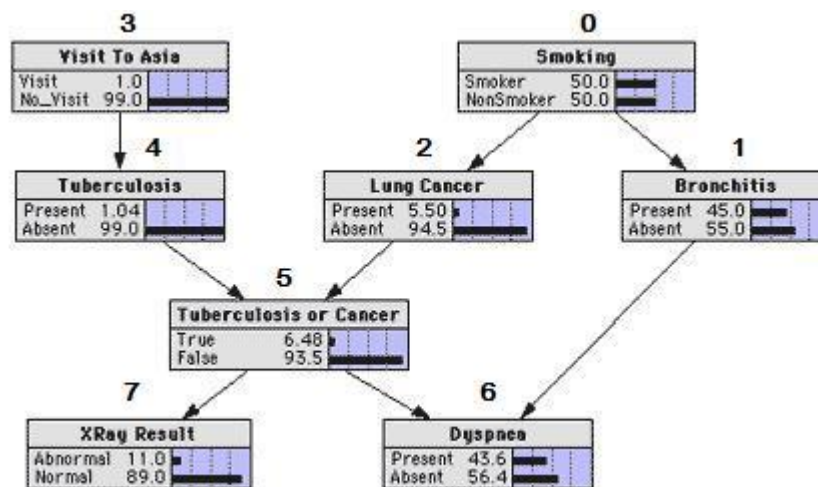 3
0
Visit To Asia
Smoking
Visit 1.0
No_Visit 99.0
Smoker 50.0
NonSmoker 50.0
4
2
1
Tuberculosis
Lung Cancer
Bronchitis
Present 1.04
Absent 99.0
Present 5.50
Absent 94.5
Present 45.0
Absent 55.0
5
Tuberculosis or Cancer
True 6.48
False 93.5
7
6
XRay Result
Dyspnea
Abnormal 11.0
Normal 89.0
Present 43.6
Absent 56.4